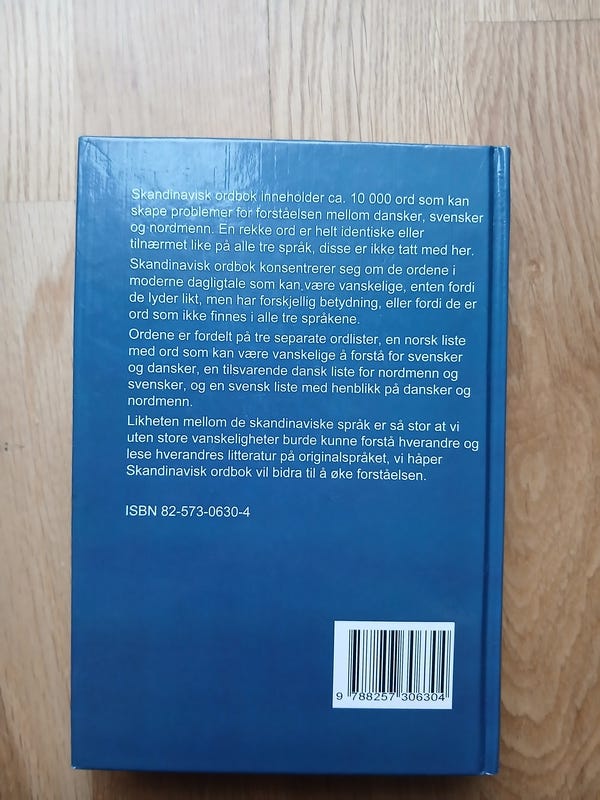 Skandinavisk ordbok inneholder ca. 10 000 ord som kan
skape problemer for forståelsen mellom dansker, svensker
og nordmenn. En rekke ord er helt identiske eller
tilnærmet like på alle tre språk, disse er ikke tatt med her.
Skandinavisk ordbok konsentrerer seg om de ordene i
moderne dagligtale som kan være vanskelige, enten fordi
de lyder likt, men har forskjellig betydning, eller fordi de er
ord som ikke finnes i alle tre språkene.
Ordene er fordelt på tre separate ordlister, en norsk liste
med ord som kan være vanskelige å forstå for svensker
og dansker, en tilsvarende dansk liste for nordmenn og
svensker, og en svensk liste med henblikk på dansker og
nordmenn.
Likheten mellom de skandinaviske språk er så stor at vi
uten store vanskeligheter burde kunne forstå hverandre og
lese hverandres litteratur på originalspråket, vi håper
Skandinavisk ordbok vil bidra til å øke forståelsen.
ISBN 82-573-0630-4
9 788257 306304